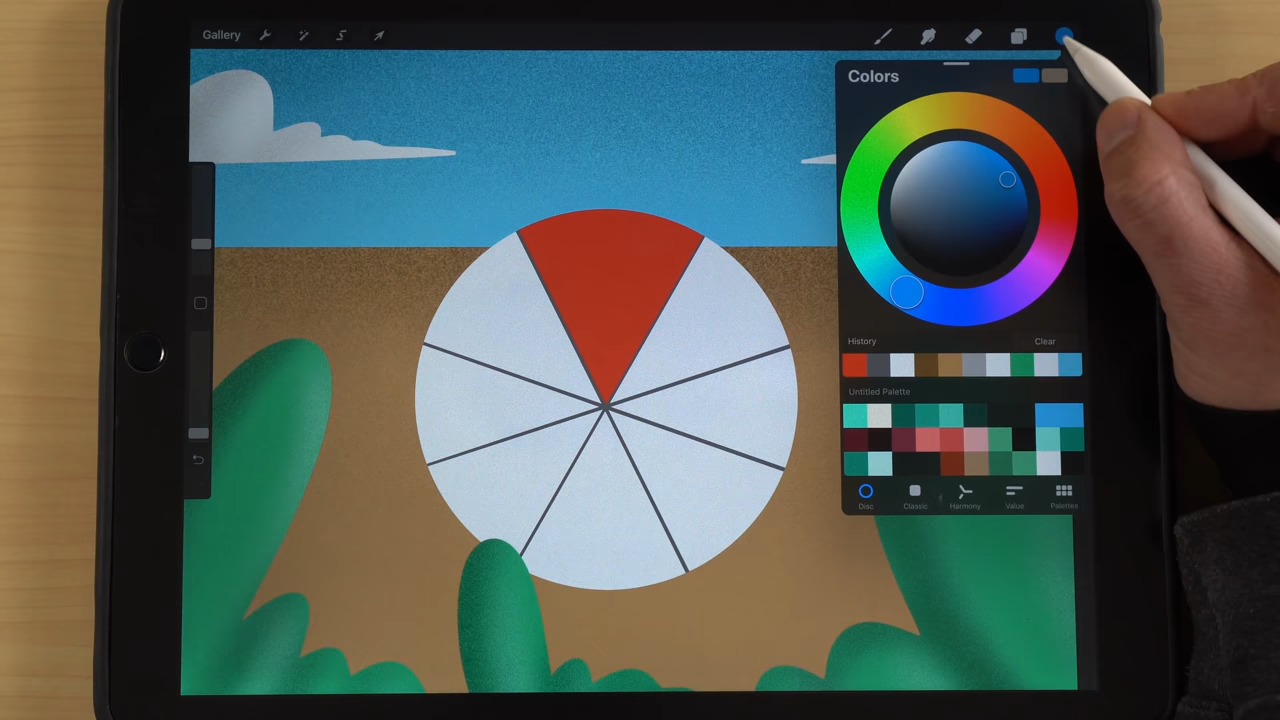 Gallery
Colors
History
Clear
Untitled Palette
Disc
Classic
Harmony
Value
Palettes